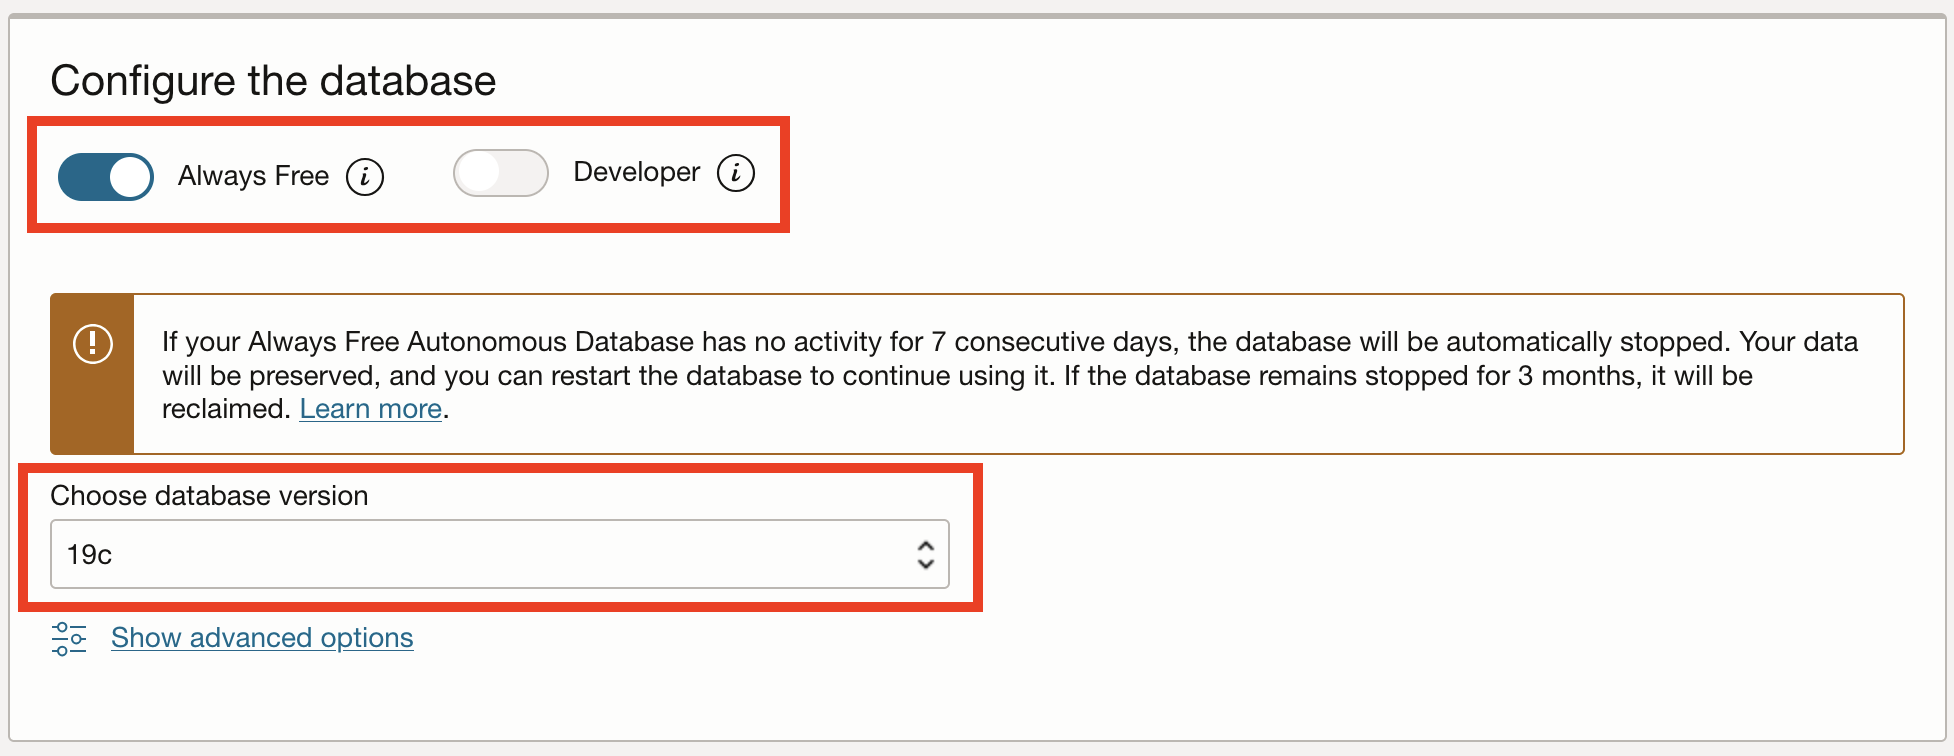 Configure the database
Always Free Developer
If your Always Free Autonomous Database has no activity for 7 consecutive days, the database will be automatically stopped. Your data
will be preserved, and you can restart the database to continue using it. If the database remains stopped for 3 months, it will be
reclaimed. Learn more.
Choose database version
19c
Show advanced options